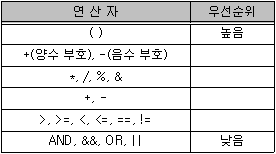 연 산 자 우선순위
( ) 높음
+(양수 부호), -(음수 부호)
*, /, %, &
+, -
>, >=, <, <=, ==, !=
AND, &&, OR, || 낮음